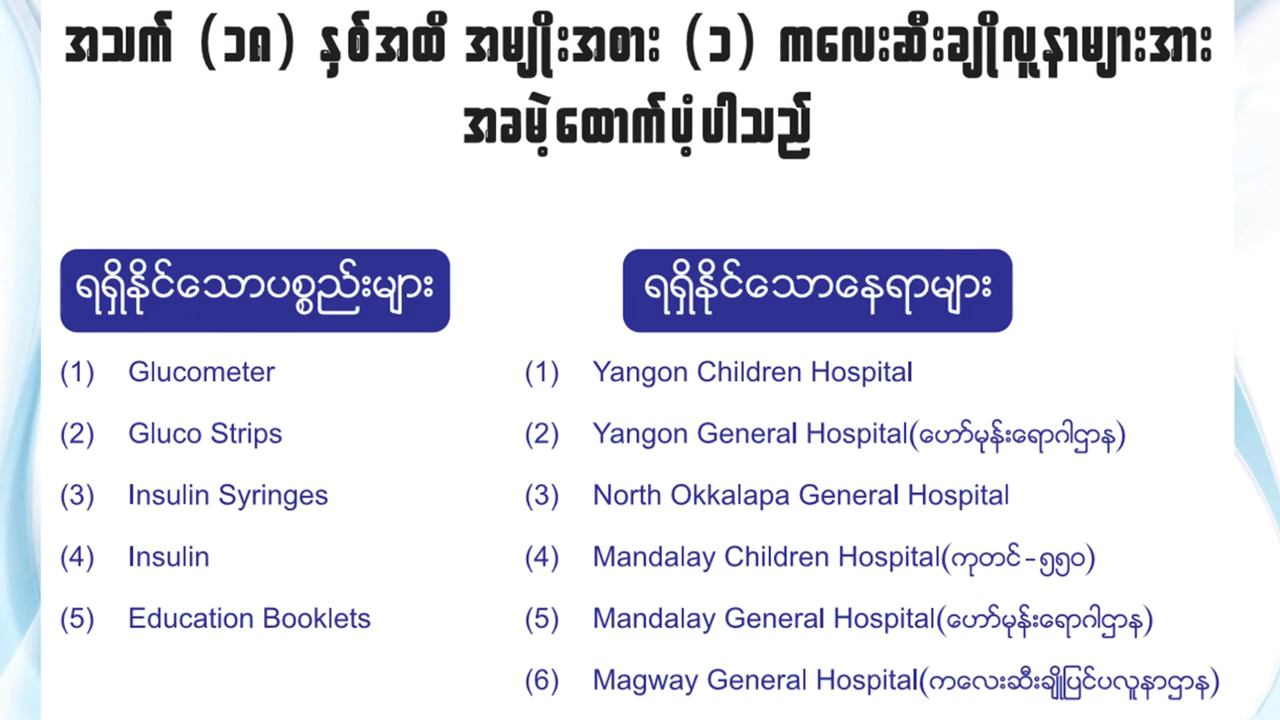 အသက် (၁၈) နှစ်အထိ အမျိုးအစား (၁) ကလေးဆီးချိုလူနာများအား
အခမဲ့ ထောက်ပံ့ပါသည်
ရရှိနိုင်သောပစ္စည်းများ
(1) Glucometer
(2) Gluco Strips
(3) Insulin Syringes
(4) Insulin
(5) Education Booklets
ရရှိနိုင်သောနေရာများ
(1) Yangon Children Hospital
(2) Yangon General Hospital(ဟော်မုန်းရောဂါဌာန)
(3) North Okkalapa General Hospital
(4) Mandalay Children Hospital(ကုတင်-၅၅၀)
(5) Mandalay General Hospital(ဟော်မုန်းရောဂါဌာန)
(6) Magway General Hospital(ကလေးဆီးချိုပြင်ပလူနာဌာန)